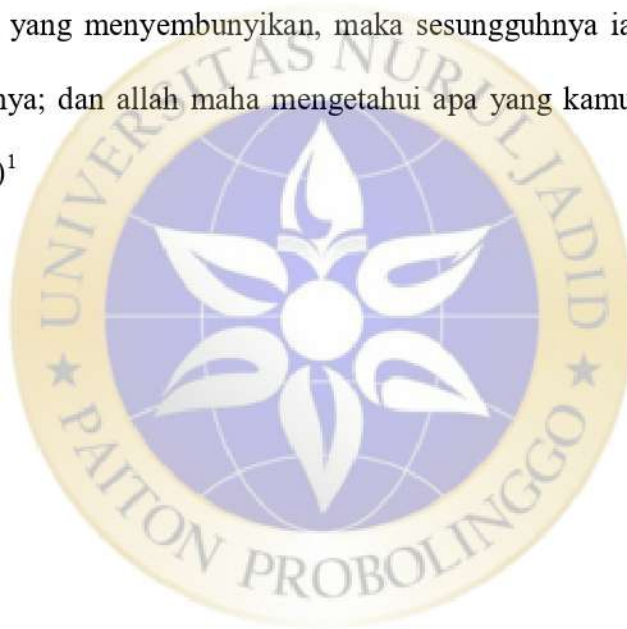 yang menyembunyikan, maka sesungguhnya ia
nya; dan allah maha mengetahui apa yang kamu
)1
UNIVERSITAS NURUL JADID
★ PAITON PROBOLINGGO ★